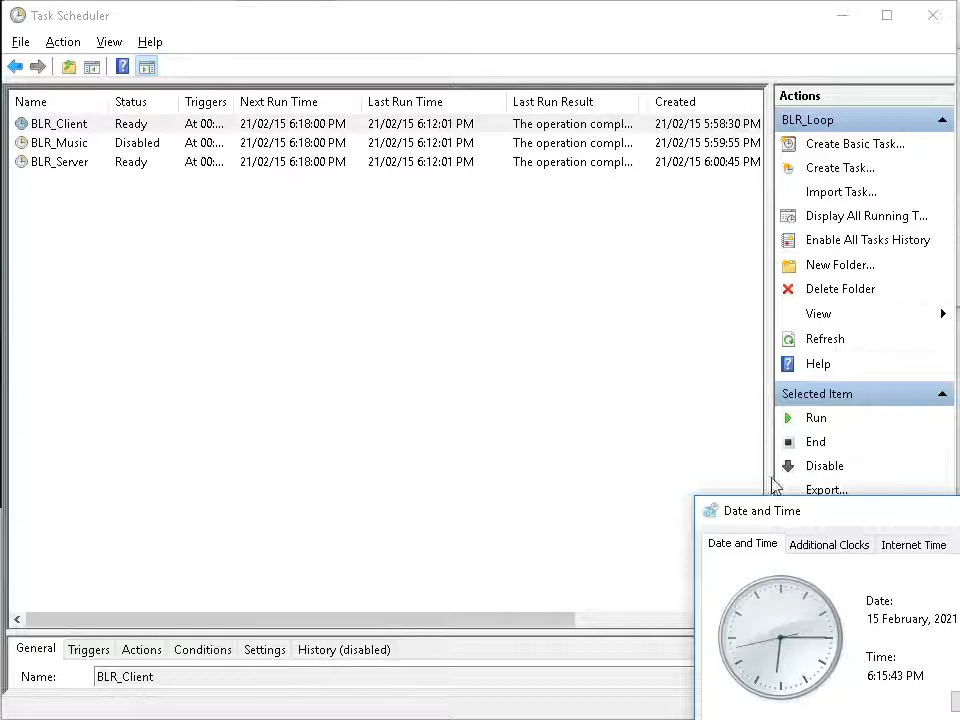 Task Scheduler
File Action View Help
Name Status Triggers Next Run Time Last Run Time Last Run Result Created
BLR_Client Ready At 00:... 21/02/15 6:18:00 PM 21/02/15 6:12:01 PM The operation compl... 21/02/15 5:58:30 PM
BLR_Music Disabled At 00:... 21/02/15 6:18:00 PM 21/02/15 6:12:01 PM The operation compl... 21/02/15 5:59:55 PM
BLR_Server Ready At 00:... 21/02/15 6:18:00 PM 21/02/15 6:12:01 PM The operation compl... 21/02/15 6:00:45 PM
Actions
BLR_Loop
Create Basic Task...
Create Task...
Import Task...
Display All Running T...
Enable All Tasks History
New Folder...
Delete Folder
View
Refresh
Help
Selected Item
Run
End
Disable
Export...
General Triggers Actions Conditions Settings History (disabled)
Name: BLR_Client
Date and Time
Date and Time Additional Clocks Internet Time
Date:
15 February, 2021
Time:
6:15:43 PM